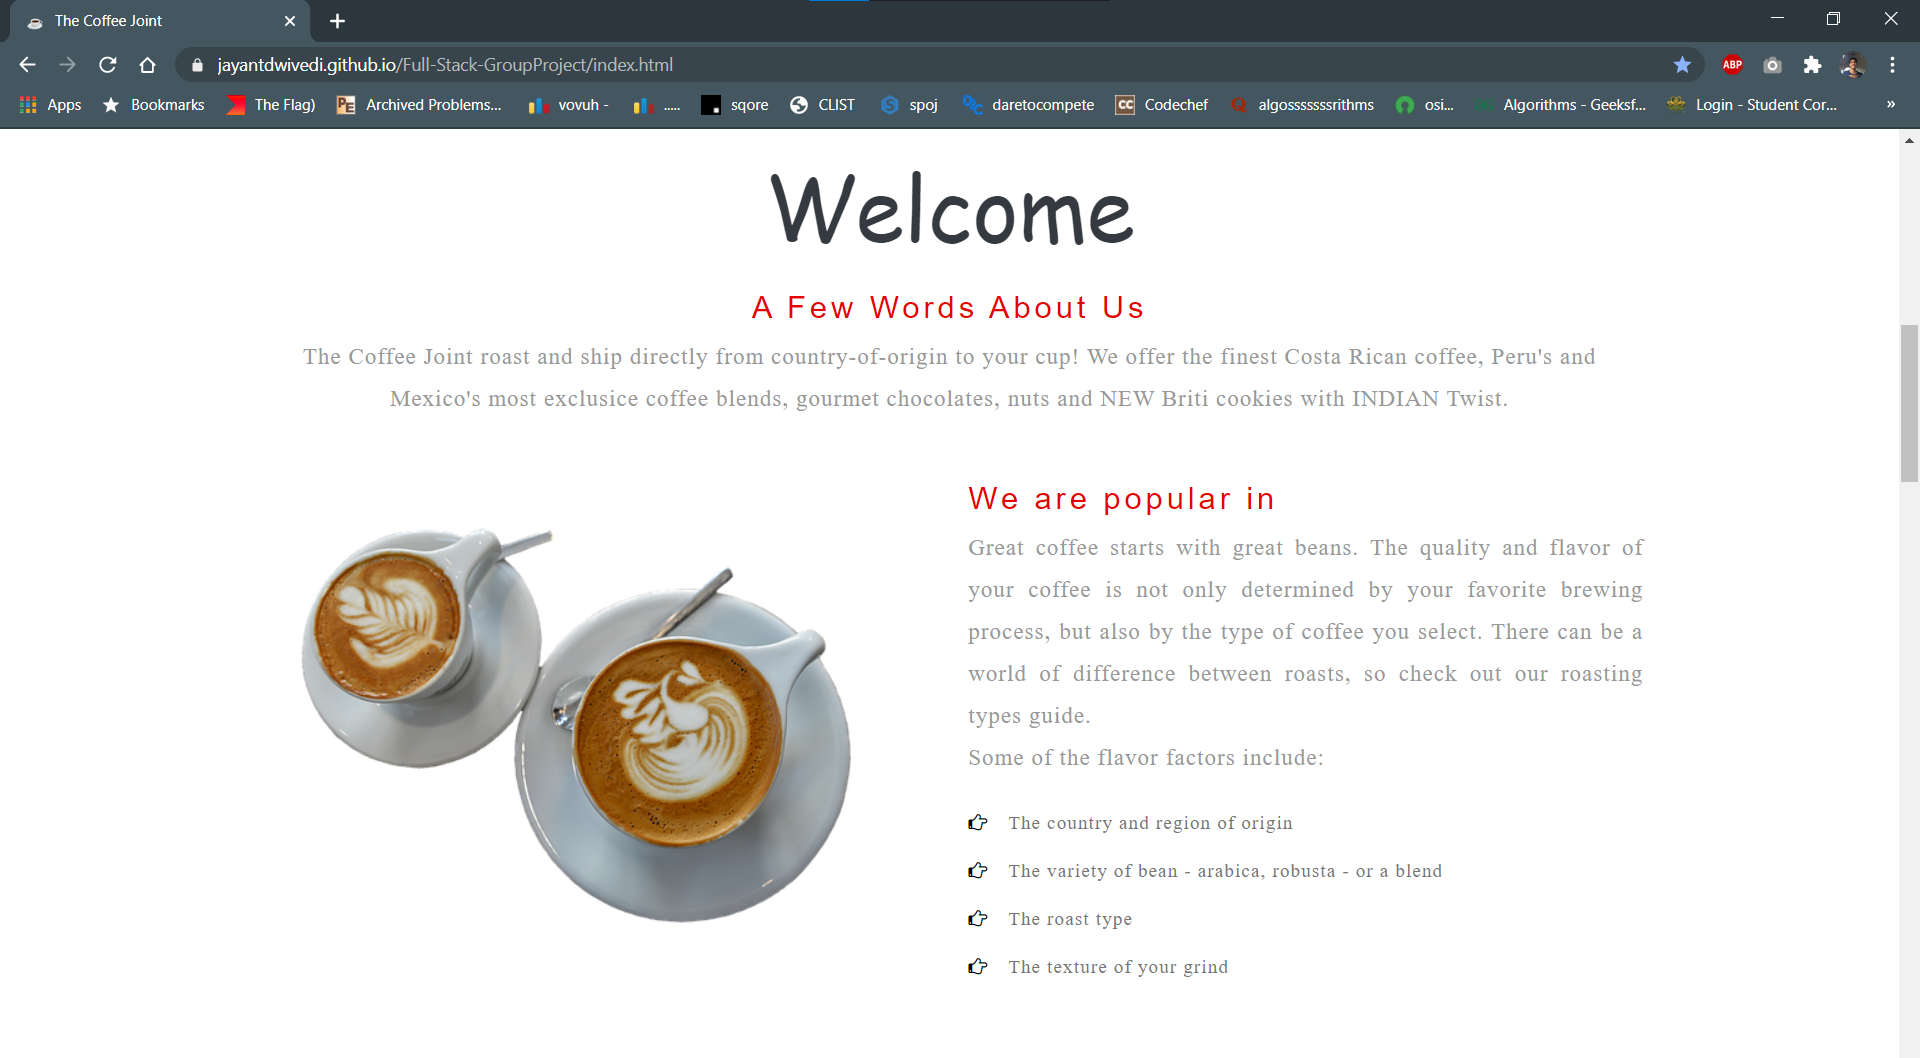 The Coffee Joint
jayantdwivedi.github.io/Full-Stack-GroupProject/index.html
ABP
Apps Bookmarks The Flag) PE Archived Problems... vovuh - ..... sqore CLIST S spoj daretocompete CC Codechef Q algosssssssrithms osi... Algorithms - Geeksf... Login - Student Cor... »
Welcome
A Few Words About Us
The Coffee Joint roast and ship directly from country-of-origin to your cup! We offer the finest Costa Rican coffee, Peru's and
Mexico's most exclusice coffee blends, gourmet chocolates, nuts and NEW Briti cookies with INDIAN Twist.
We are popular in
Great coffee starts with great beans. The quality and flavor of
your coffee is not only determined by your favorite brewing
process, but also by the type of coffee you select. There can be a
world of difference between roasts, so check out our roasting
types guide.
Some of the flavor factors include:
The country and region of origin
The variety of bean - arabica, robusta - or a blend
The roast type
The texture of your grind